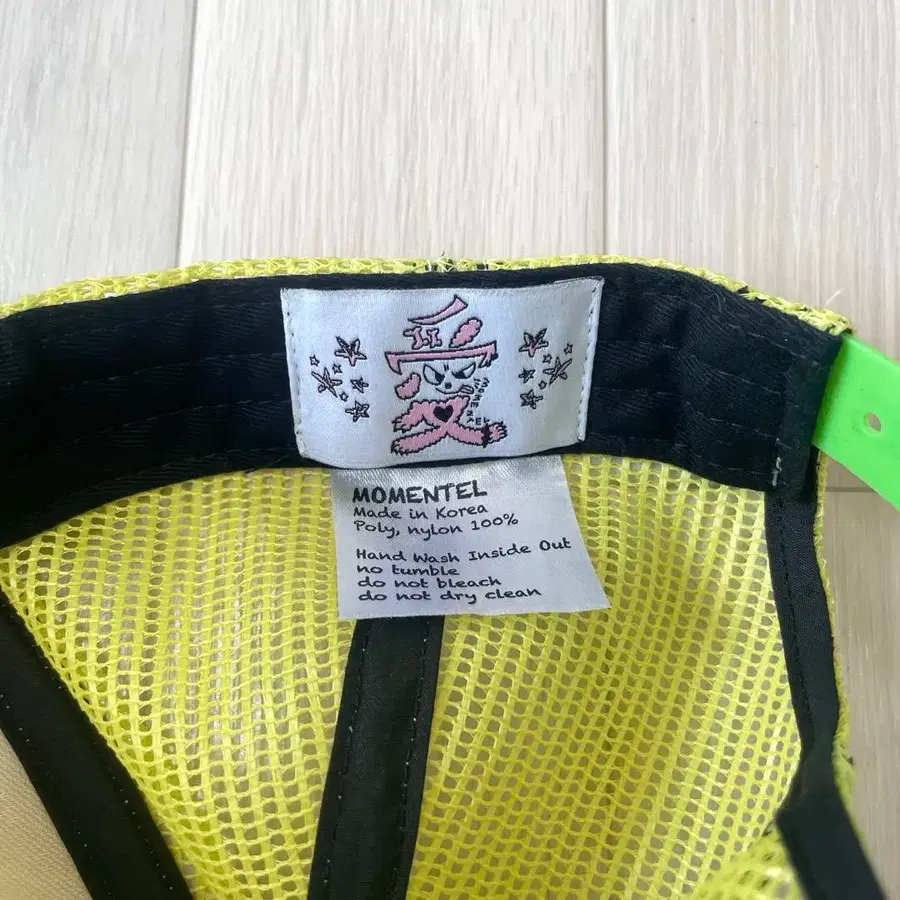 MOMENTEL
MOMENTEL
Made in Korea
Poly, nylon 100%
Hand Wash Inside Out
no tumble
do not bleach
do not dry clean